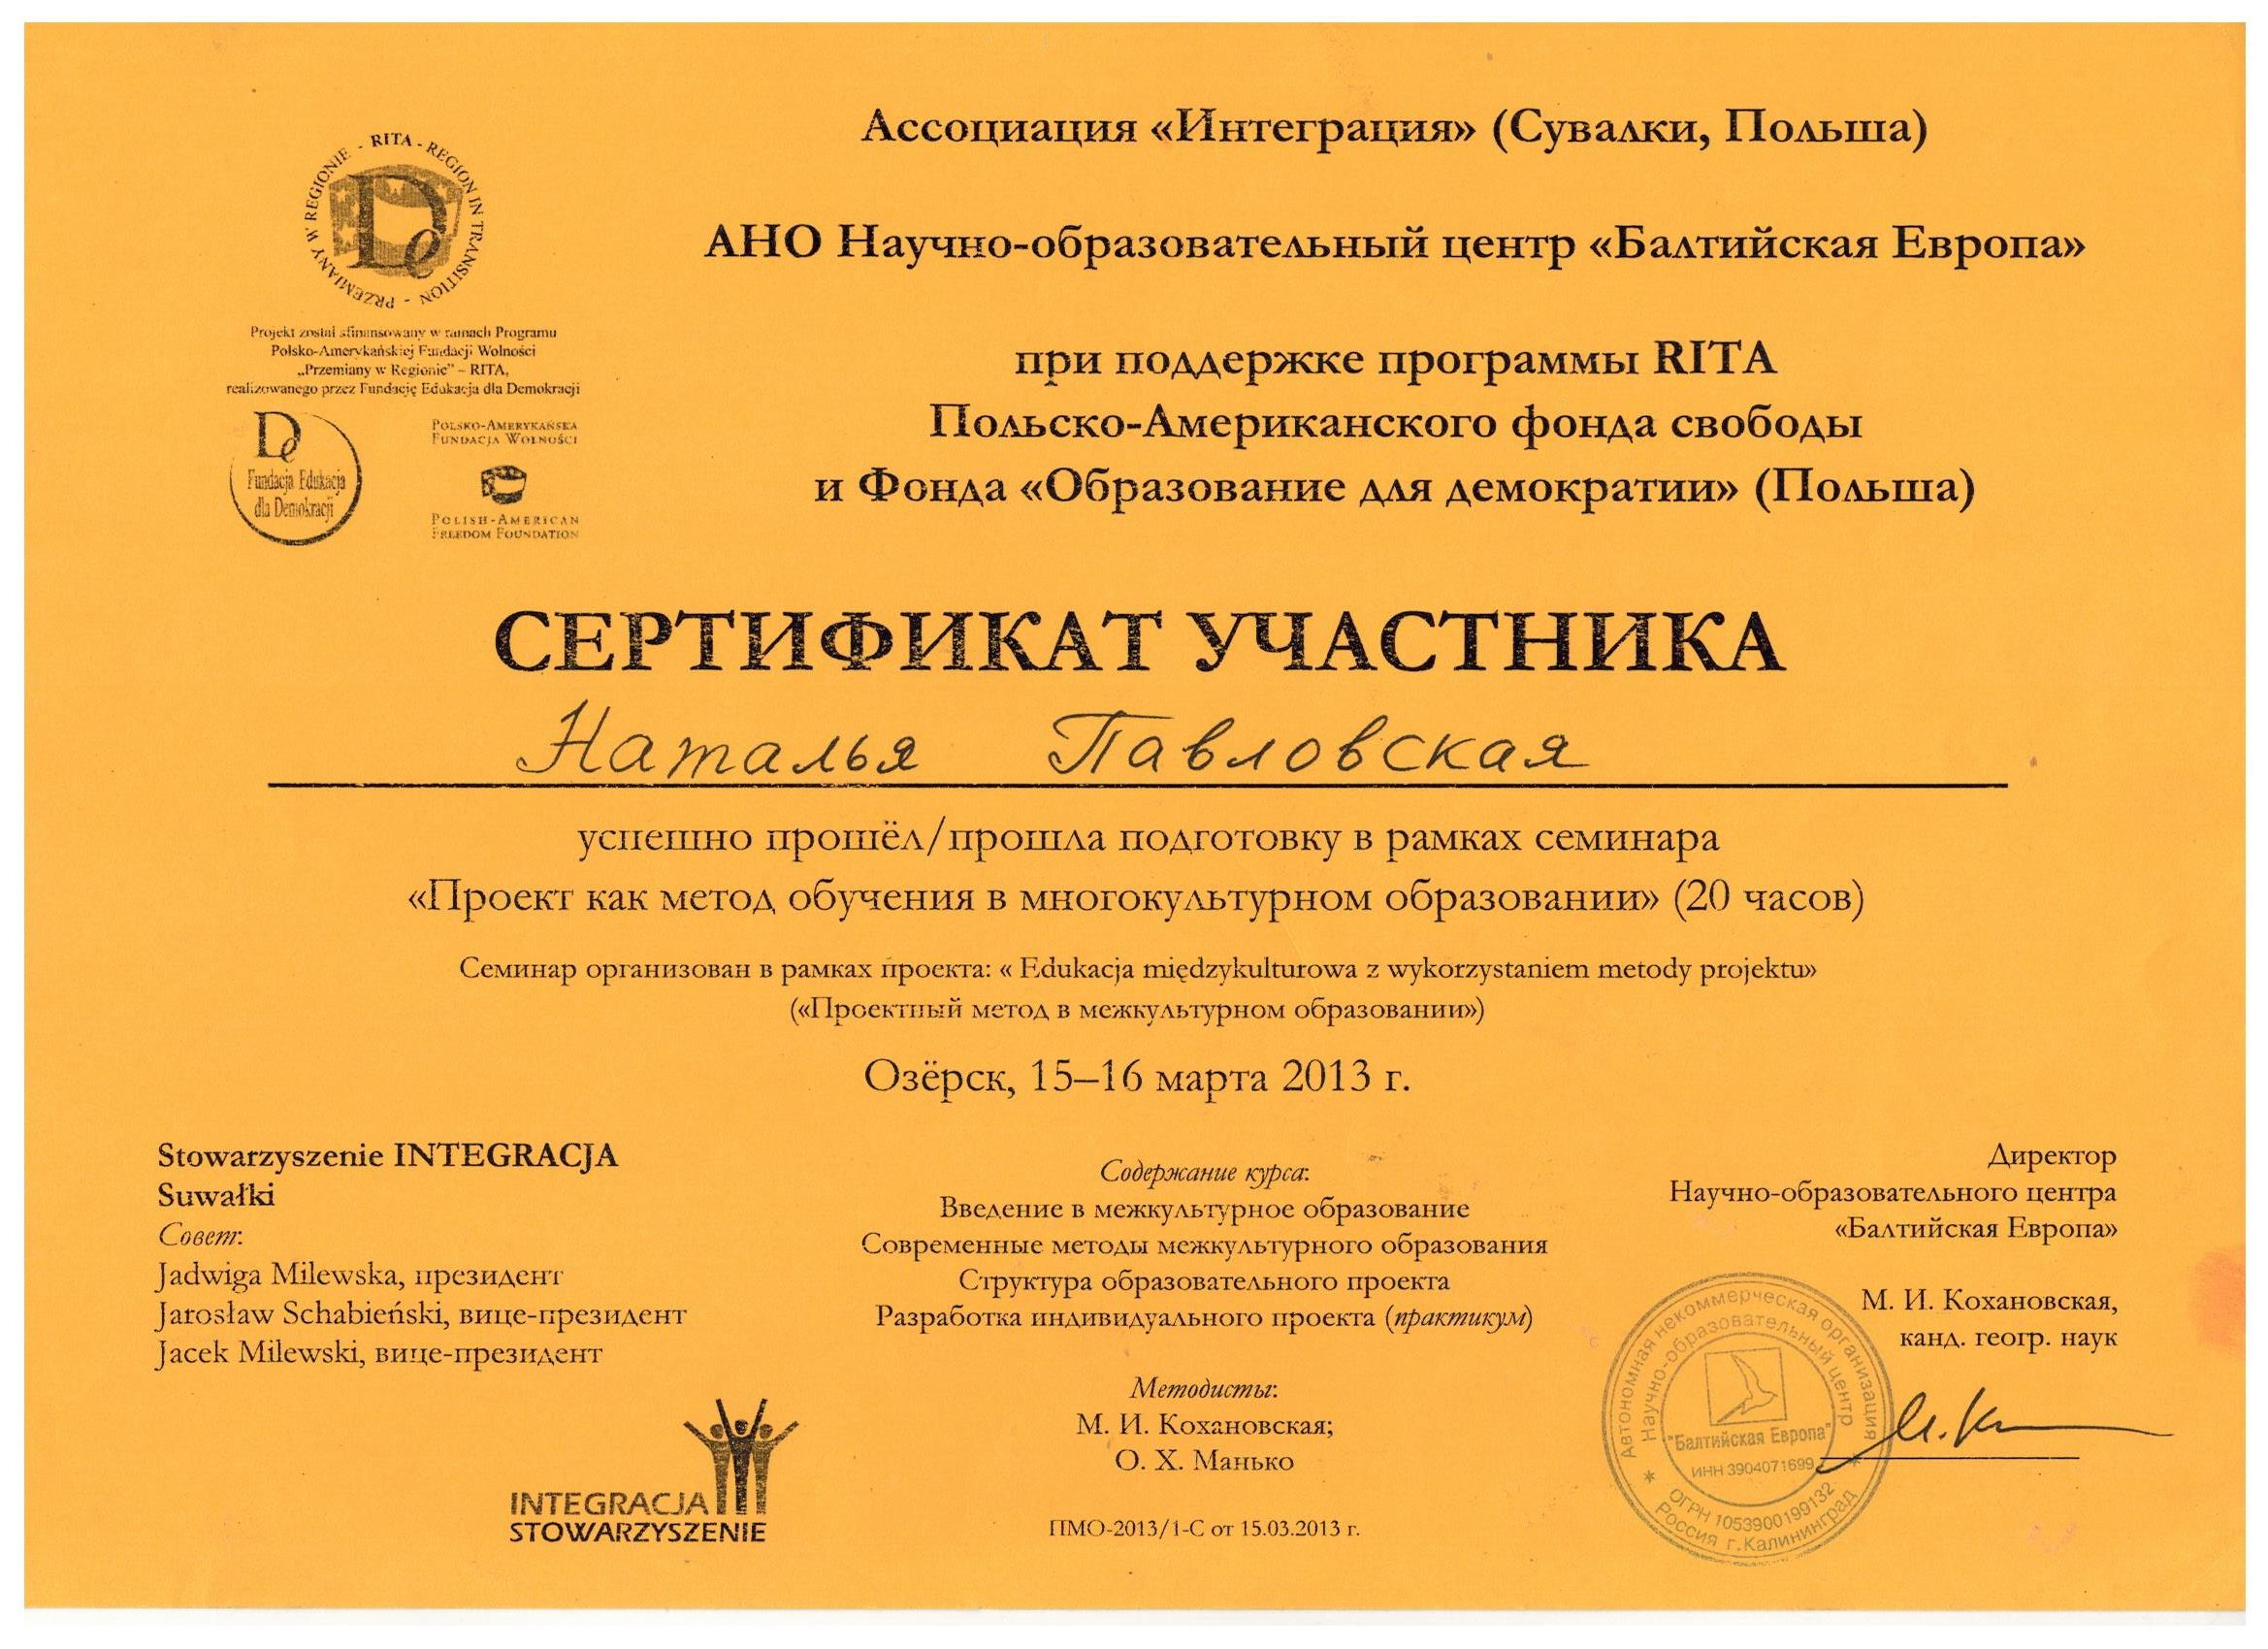 Ассоциация «Интеграция» (Сувалки, Польша)
АНО Научно-образовательный центр «Балтийская Европа»
при поддержке программы RITA
Польско-Американского фонда свободы
и Фонда «Образование для демократии» (Польша)
PRZEMIANY W REGIONIE - RITA - REGION IN TRANSITION -
De
Projekt został sfinansowany w ramach Programu
Polsko-Amerykańskiej Fundacji Wolności
„Przemiany w Regionie” – RITA,
realizowanego przez Fundację Edukacja dla Demokracji
De
Fundacja Edukacja
dla Demokracji
POLSKO-AMERYKAŃSKA
FUNDACJA WOLNOŚCI
POLISH-AMERICAN
FREEDOM FOUNDATION
СЕРТИФИКАТ УЧАСТНИКА
Наталья Павловская
успешно прошёл/прошла подготовку в рамках семинара
«Проект как метод обучения в многокультурном образовании» (20 часов)
Семинар организован в рамках проекта: « Edukacja międzykulturowa z wykorzystaniem metody projektu»
(«Проектный метод в межкультурном образовании»)
Озёрск, 15–16 марта 2013 г.
Stowarzyszenie INTEGRACJA
Suwałki
Совет:
Jadwiga Milewska, президент
Jarosław Schabieński, вице-президент
Jacek Milewski, вице-президент
INTEGRACJA
STOWARZYSZENIE
Содержание курса:
Введение в межкультурное образование
Современные методы межкультурного образования
Структура образовательного проекта
Разработка индивидуального проекта (практикум)
Методисты:
М. И. Кохановская;
О. Х. Манько
ПМО-2013/1-С от 15.03.2013 г.
Директор
Научно-образовательного центра
«Балтийская Европа»
М. И. Кохановская,
канд. геогр. наук
Автономная некоммерческая организация
Научно-образовательный центр
"Балтийская Европа"
ИНН 3904071699
ОГРН 1053900199132
Россия г.Калининград